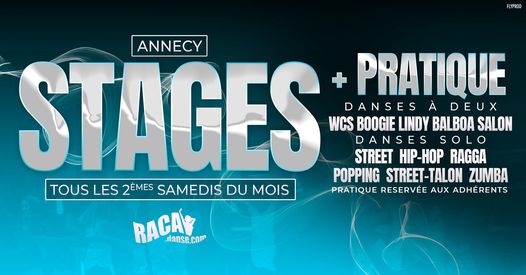 FLYPROD
ANNECY
STAGES
TOUS LES 2ÈMES SAMEDIS DU MOIS
RACA
danse.com
+ PRATIQUE
DANSES À DEUX
WCS BOOGIE LINDY BALBOA SALON
DANSES SOLO
STREET HIP-HOP RAGGA
POPPING STREET-TALON ZUMBA
PRATIQUE RESERVÉE AUX ADHÉRENTS